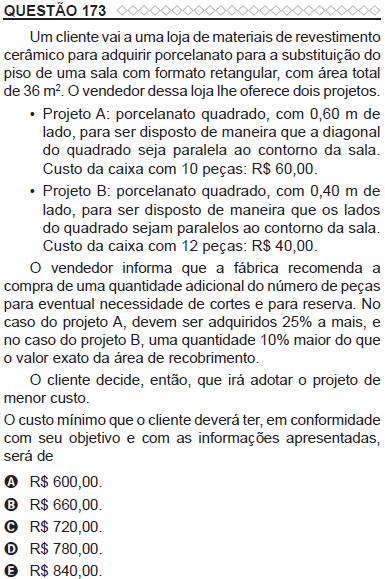 QUESTÃO 173
Um cliente vai a uma loja de materiais de revestimento
cerâmico para adquirir porcelanato para a substituição do
piso de uma sala com formato retangular, com área total
de 36 m². O vendedor dessa loja lhe oferece dois projetos.
• Projeto A: porcelanato quadrado, com 0,60 m de
lado, para ser disposto de maneira que a diagonal
do quadrado seja paralela ao contorno da sala.
Custo da caixa com 10 peças: R$ 60,00.
• Projeto B: porcelanato quadrado, com 0,40 m de
lado, para ser disposto de maneira que os lados
do quadrado sejam paralelos ao contorno da sala.
Custo da caixa com 12 peças: R$ 40,00.
O vendedor informa que a fábrica recomenda a
compra de uma quantidade adicional do número de peças
para eventual necessidade de cortes e para reserva. No
caso do projeto A, devem ser adquiridos 25% a mais, e
no caso do projeto B, uma quantidade 10% maior do que
o valor exato da área de recobrimento.
O cliente decide, então, que irá adotar o projeto de
menor custo.
O custo mínimo que o cliente deverá ter, em conformidade
com seu objetivo e com as informações apresentadas,
será de
A R$ 600,00.
B R$ 660,00.
C R$ 720,00.
D R$ 780,00.
E R$ 840,00.